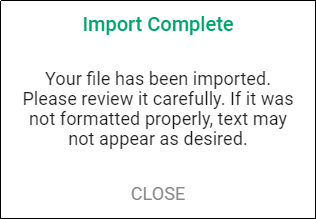 Import Complete
Your file has been imported.
Please review it carefully. If it was
not formatted properly, text may
not appear as desired.
CLOSE